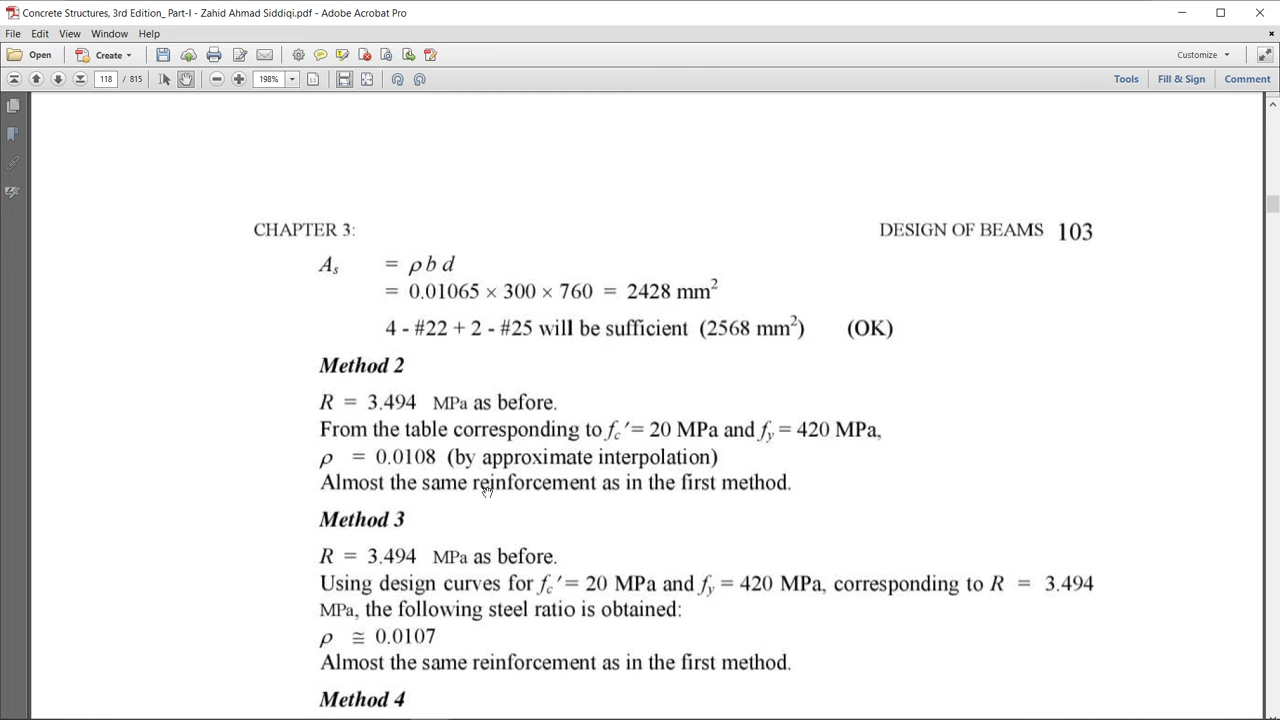 Concrete Structures, 3rd Edition_ Part-I - Zahid Ahmad Siddiqi.pdf - Adobe Acrobat Pro
File Edit View Window Help
Open Create Customize
118 / 815 198% Tools Fill & Sign Comment
CHAPTER 3: DESIGN OF BEAMS 103
Aₛ = ρ b d
= 0.01065 × 300 × 760 = 2428 mm²
4 - #22 + 2 - #25 will be sufficient (2568 mm²) (OK)
Method 2
R = 3.494 MPa as before.
From the table corresponding to fc′ = 20 MPa and fy = 420 MPa,
ρ = 0.0108 (by approximate interpolation)
Almost the same reinforcement as in the first method.
Method 3
R = 3.494 MPa as before.
Using design curves for fc′ = 20 MPa and fy = 420 MPa, corresponding to R = 3.494
MPa, the following steel ratio is obtained:
ρ ≅ 0.0107
Almost the same reinforcement as in the first method.
Method 4